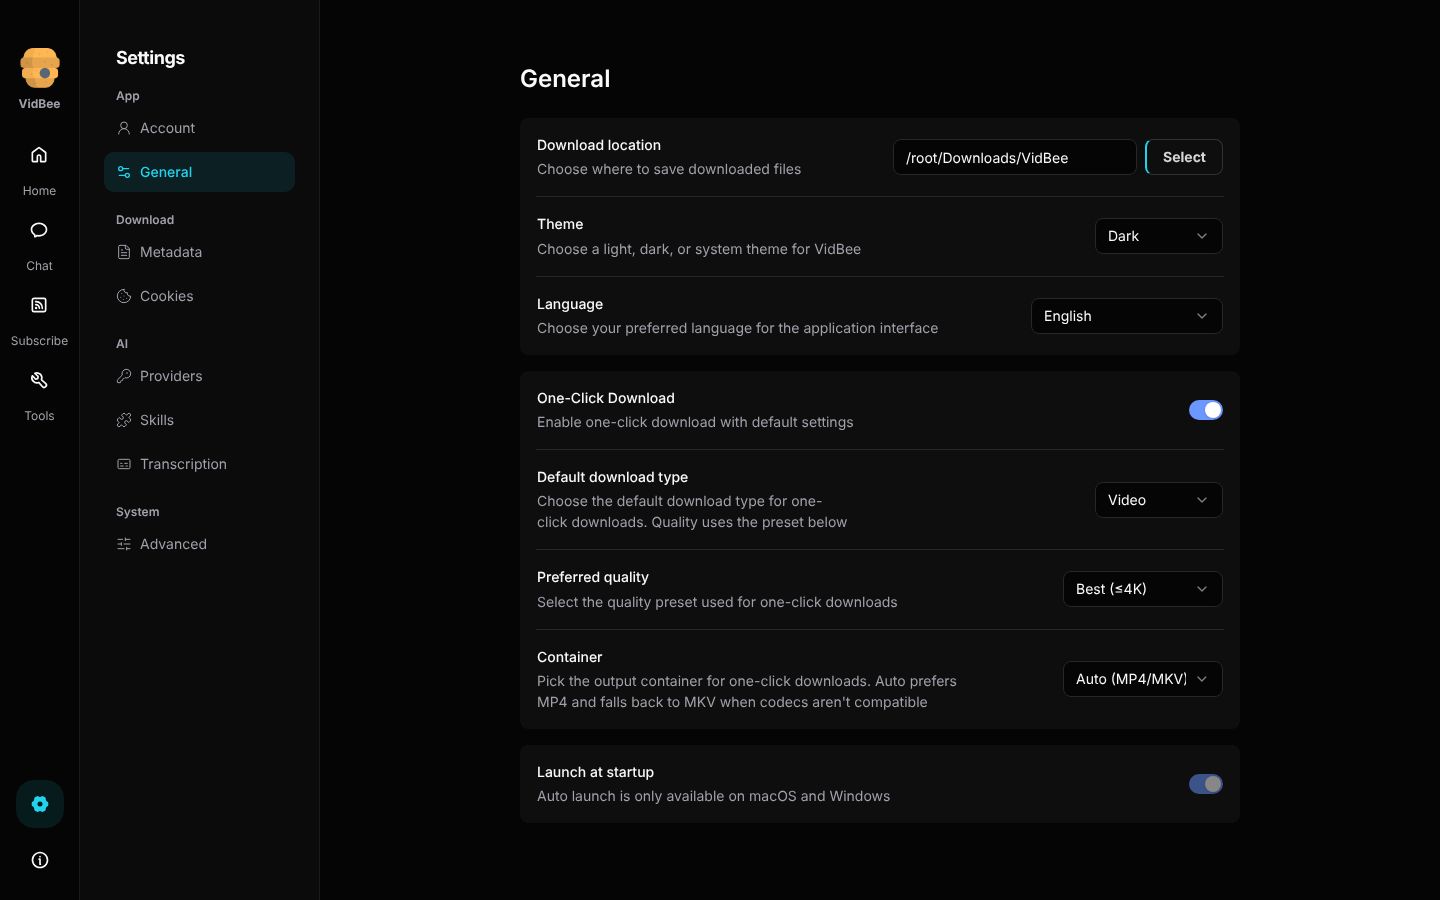 VidBee
Home
Chat
Subscribe
Tools
Settings
App
Account
General
Download
Metadata
Cookies
AI
Providers
Skills
Transcription
System
Advanced
General
Download location
Choose where to save downloaded files
/root/Downloads/VidBee
Select
Theme
Choose a light, dark, or system theme for VidBee
Dark
Language
Choose your preferred language for the application interface
English
One-Click Download
Enable one-click download with default settings
Default download type
Choose the default download type for one-
click downloads. Quality uses the preset below
Video
Preferred quality
Select the quality preset used for one-click downloads
Best (≤4K)
Container
Pick the output container for one-click downloads. Auto prefers
MP4 and falls back to MKV when codecs aren't compatible
Auto (MP4/MKV)
Launch at startup
Auto launch is only available on macOS and Windows